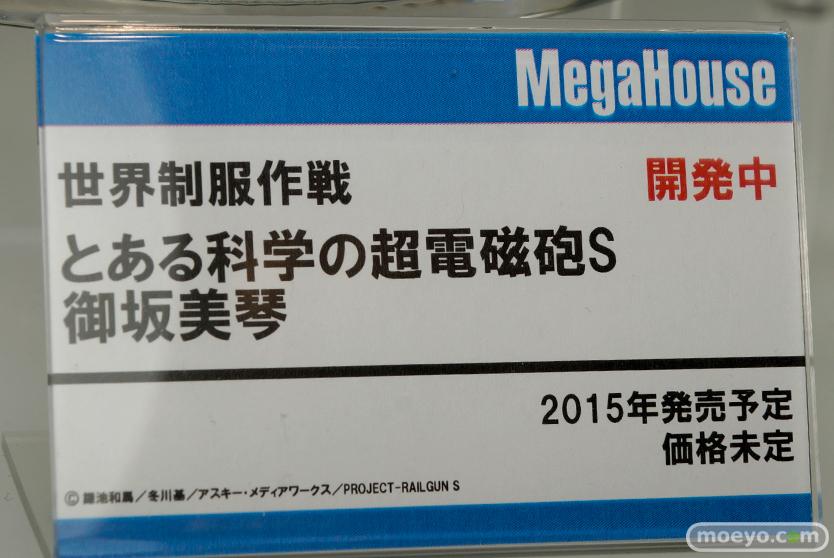 MegaHouse
世界制服作戦
開発中
とある科学の超電磁砲S
御坂美琴
2015年発売予定
価格未定
©鎌池和馬／冬川基／アスキー・メディアワークス／PROJECT-RAILGUN S
moeyo.com